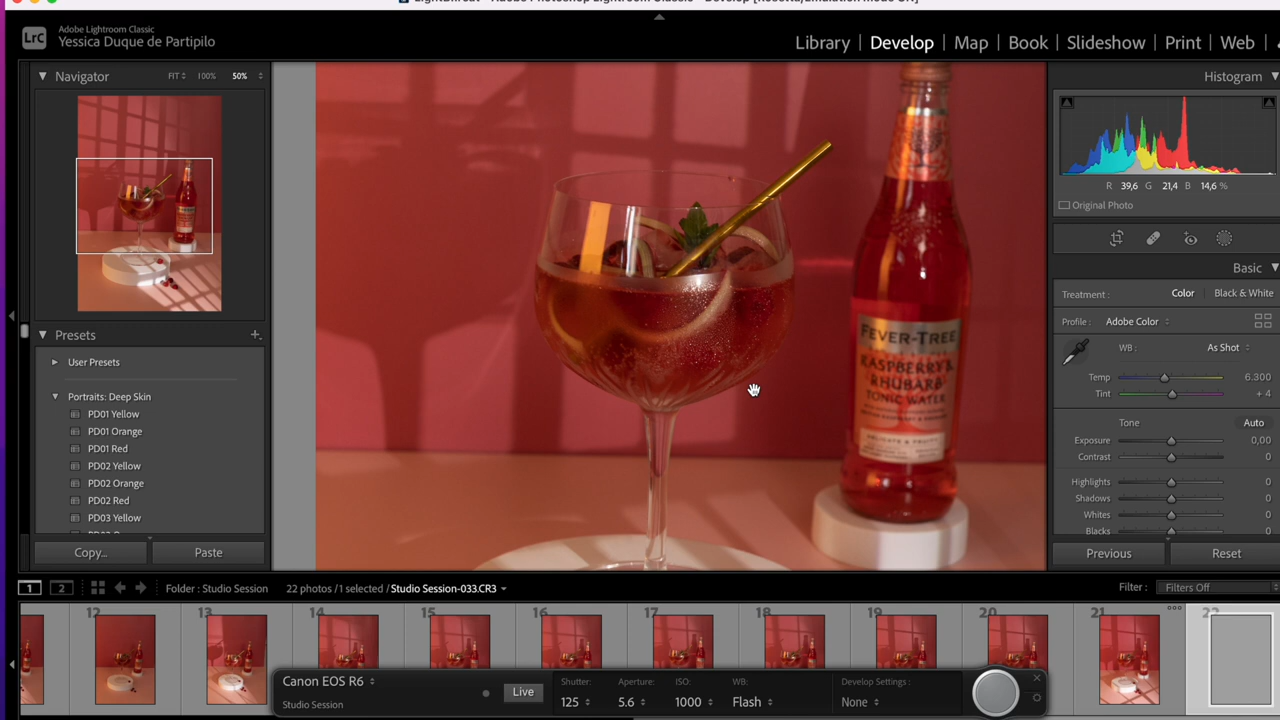 LrC
Adobe Lightroom Classic
Yessica Duque de Partipilo
Library | Develop | Map | Book | Slideshow | Print | Web
Navigator FIT 100% 50%
Presets +
User Presets
Portraits: Deep Skin
PD01 Yellow
PD01 Orange
PD01 Red
PD02 Yellow
PD02 Orange
PD02 Red
PD03 Yellow
Copy... Paste
FEVER-TREE
RASPBERRY &
RHUBARB
TONIC WATER
DELICATE & FRUITY
Histogram
R 39,6 G 21,4 B 14,6 %
Original Photo
Basic
Treatment : Color | Black & White
Profile : Adobe Color
WB : As Shot
Temp 6.300
Tint + 4
Tone Auto
Exposure 0,00
Contrast 0
Highlights 0
Shadows 0
Whites 0
Blacks 0
Previous Reset
1 2 Folder : Studio Session 22 photos / 1 selected / Studio Session-033.CR3 Filter : Filters Off
12 13 14 15 16 17 18 19 20 21 22
Canon EOS R6
Studio Session
Live
Shutter: Aperture: ISO: WB: Develop Settings :
125 5.6 1000 Flash None